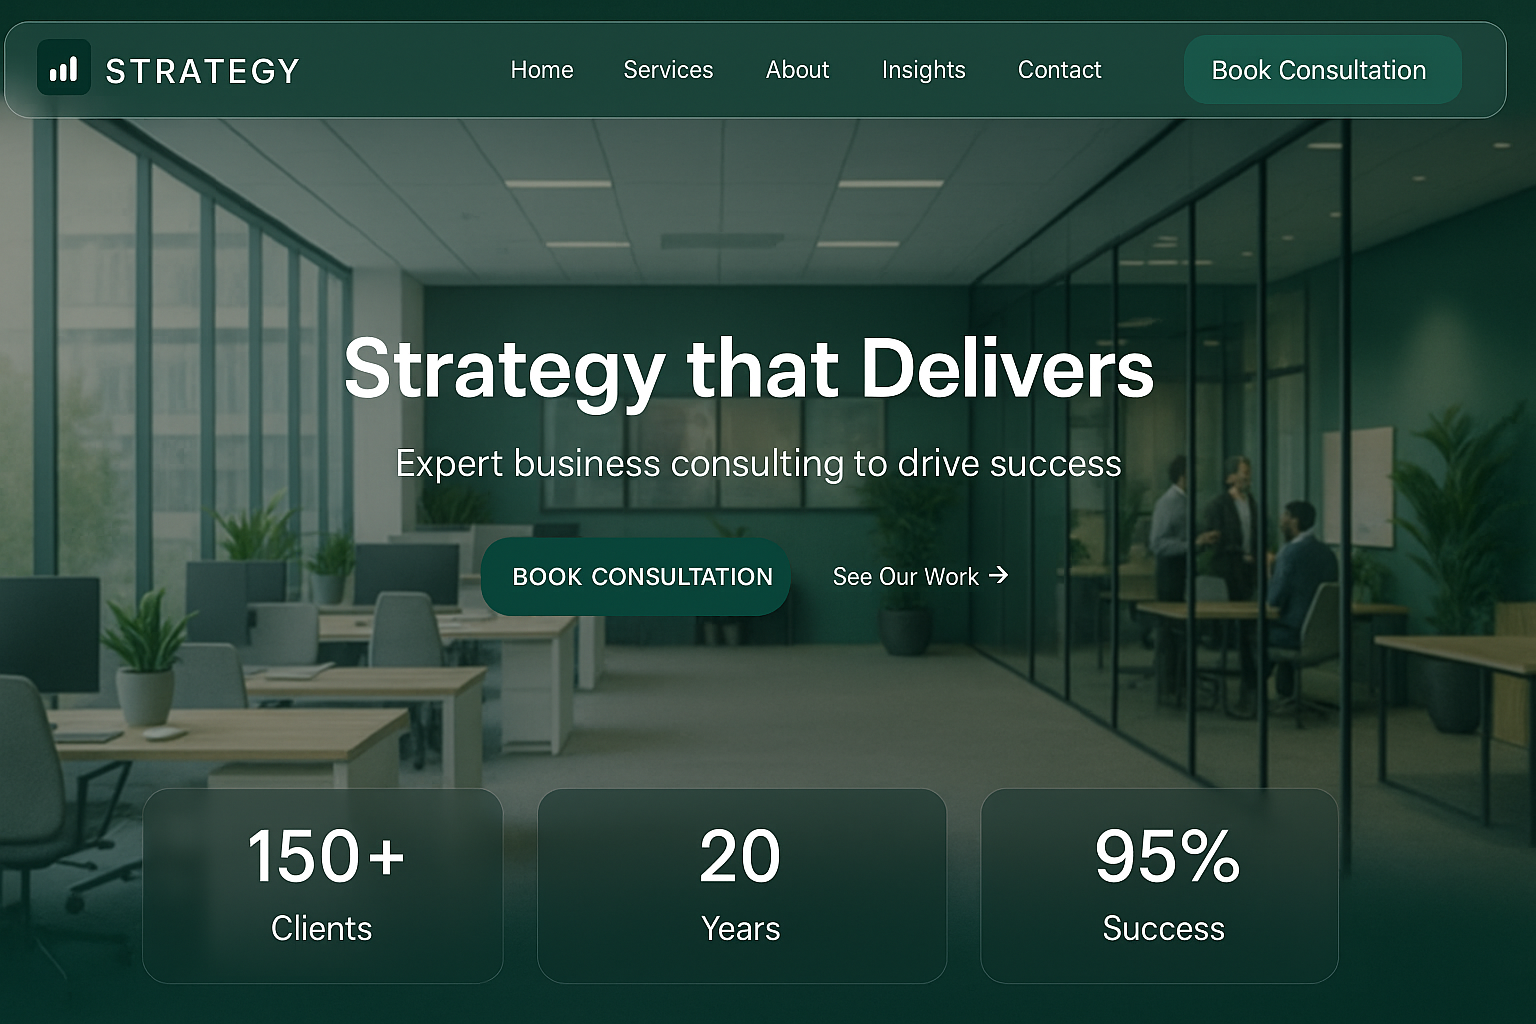 STRATEGY
Home Services About Insights Contact Book Consultation
Strategy that Delivers
Expert business consulting to drive success
BOOK CONSULTATION See Our Work →
150+ 20 95%
Clients Years Success